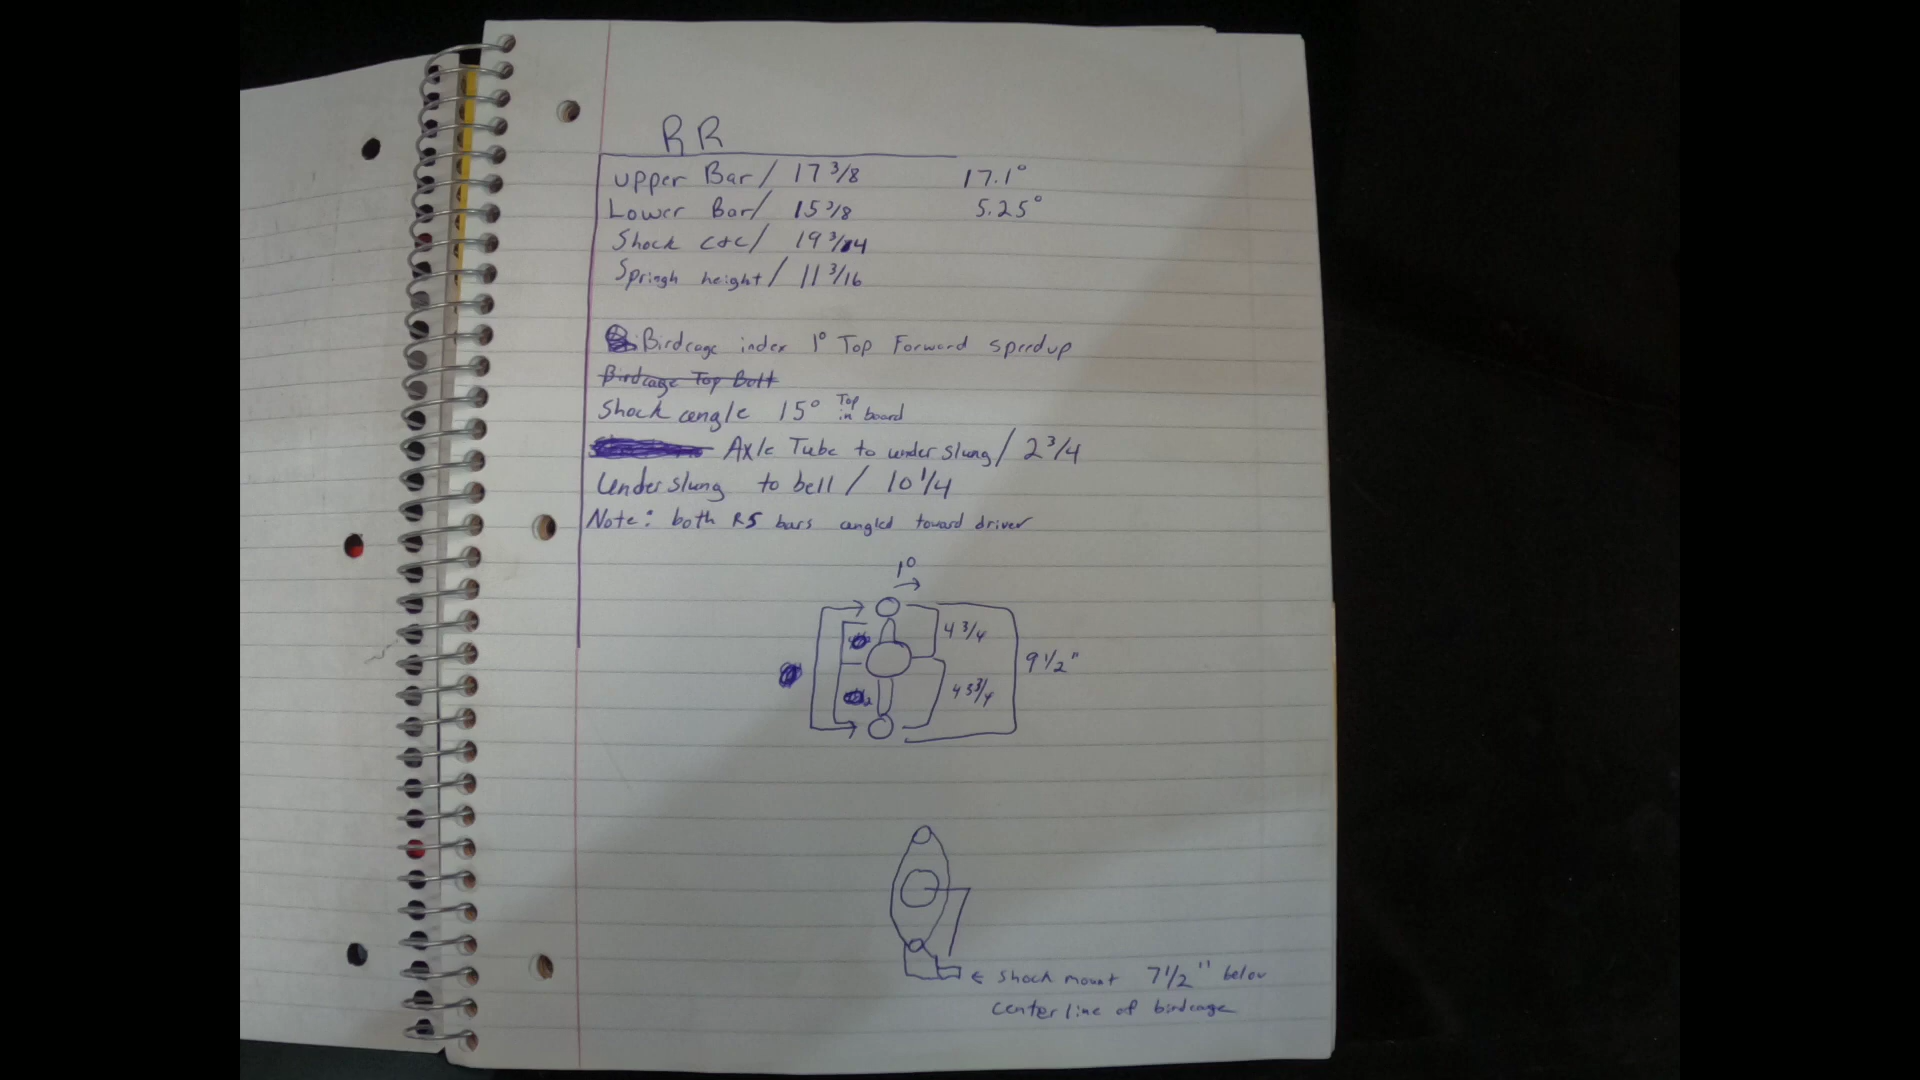 RR
Upper Bar / 17 3/8 17.1°
Lower Bar / 15 3/8 5.25°
Shock ctc / 19 3/4
Springh height / 11 3/16
Birdcage index 1° Top Forward speedup
Birdcage Top Bolt
Shock angle 15° Top in board
Axle Tube to underslung / 2 3/4
Underslung to bell / 10 1/4
Note: both RS bars angled toward driver
1°
4 3/4
9 1/2"
4 3/4
← Shock mount 7 1/2" below
centerline of birdcage